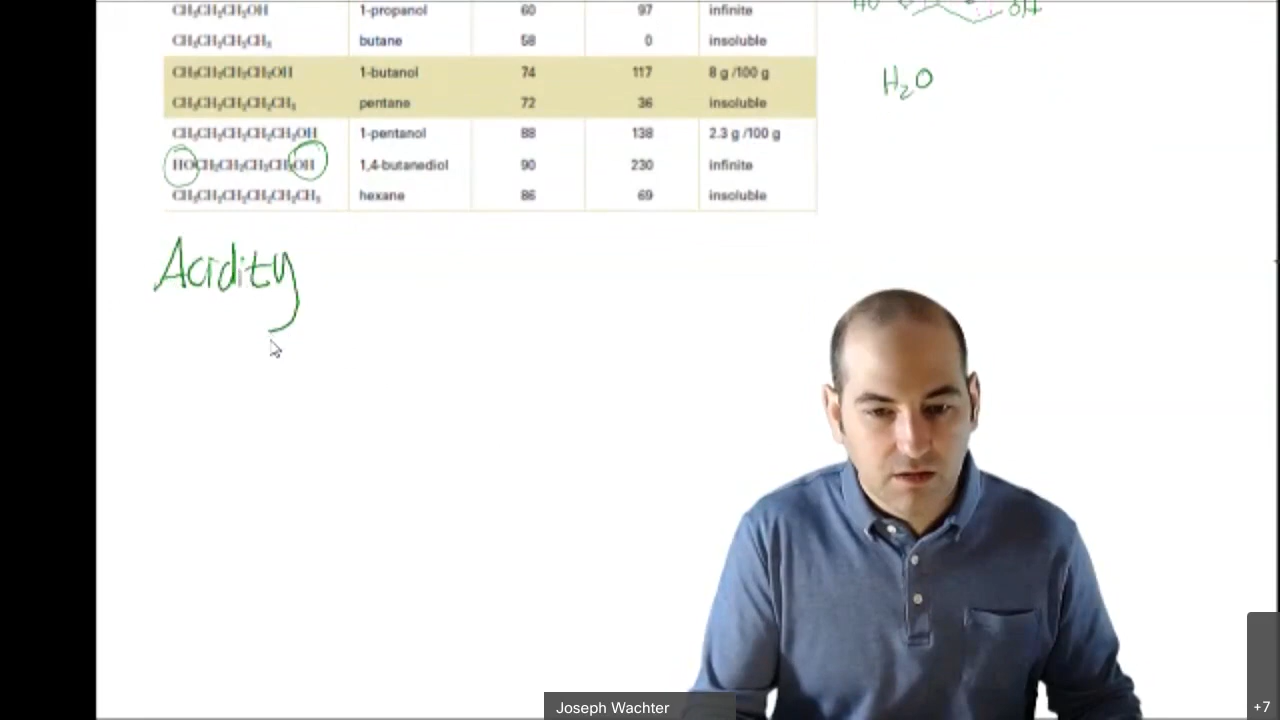 CH₃CH₂CH₂OH 1-propanol 60 97 infinite
CH₃CH₂CH₂CH₃ butane 58 0 insoluble
CH₃CH₂CH₂CH₂OH 1-butanol 74 117 8 g /100 g
CH₃CH₂CH₂CH₂CH₃ pentane 72 36 insoluble
CH₃CH₂CH₂CH₂CH₂OH 1-pentanol 88 138 2.3 g /100 g
HOCH₂CH₂CH₂CH₂OH 1,4-butanediol 90 230 infinite
CH₃CH₂CH₂CH₂CH₂CH₃ hexane 86 69 insoluble
HO OH
H₂O
Acidity
Joseph Wachter
+7